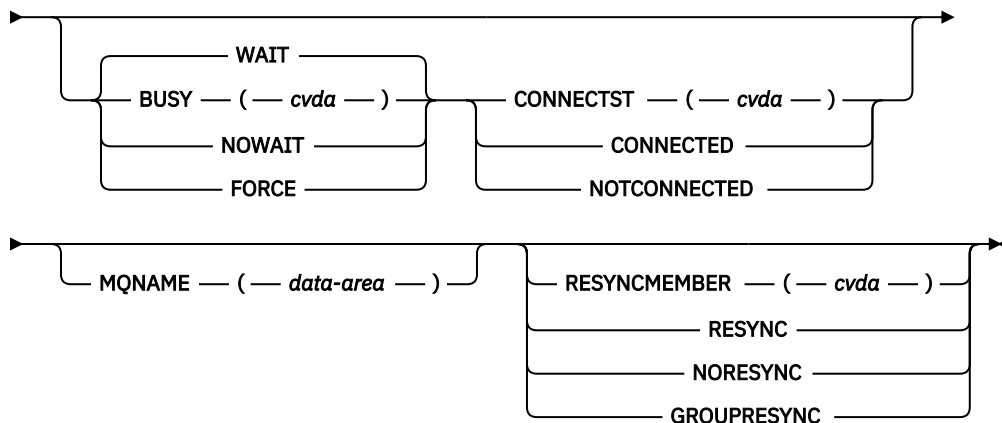 WAIT
BUSY ( cvda ) CONNECTST ( cvda )
NOWAIT CONNECTED
FORCE NOTCONNECTED
MQNAME ( data-area ) RESYNCMEMBER ( cvda )
RESYNC
NORESYNC
GROUPRESYNC